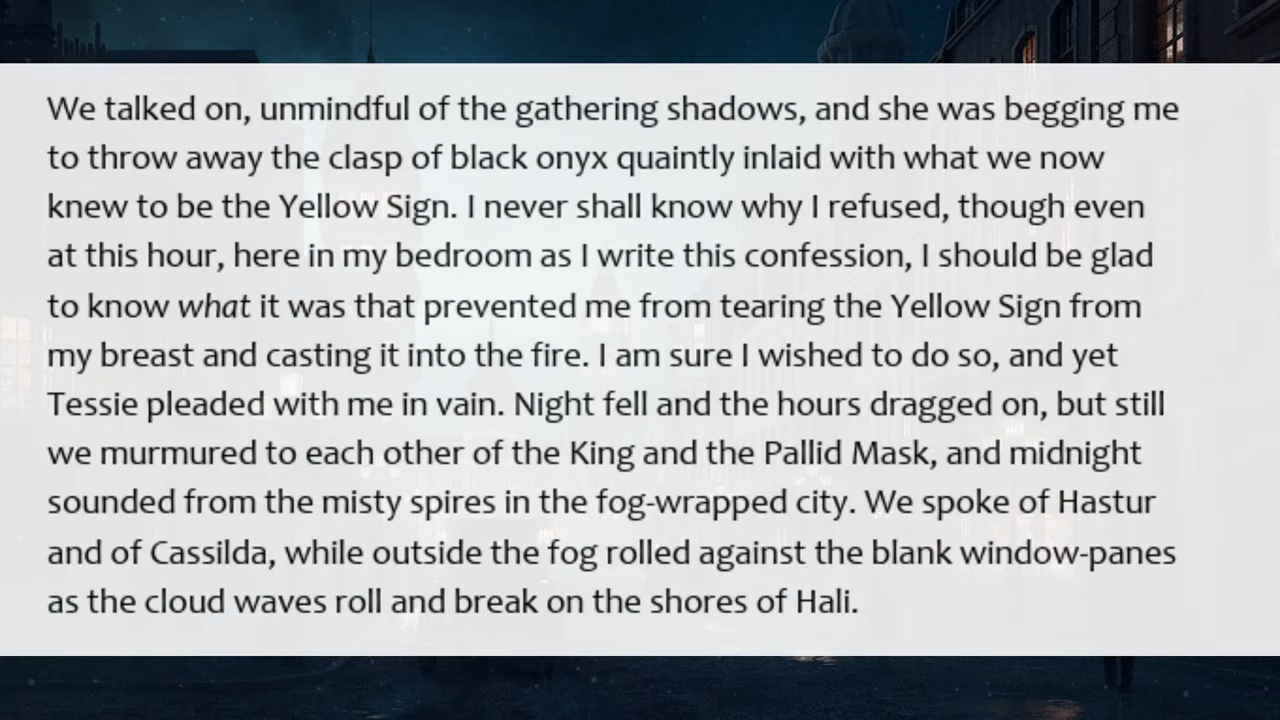 We talked on, unmindful of the gathering shadows, and she was begging me
to throw away the clasp of black onyx quaintly inlaid with what we now
knew to be the Yellow Sign. I never shall know why I refused, though even
at this hour, here in my bedroom as I write this confession, I should be glad
to know what it was that prevented me from tearing the Yellow Sign from
my breast and casting it into the fire. I am sure I wished to do so, and yet
Tessie pleaded with me in vain. Night fell and the hours dragged on, but still
we murmured to each other of the King and the Pallid Mask, and midnight
sounded from the misty spires in the fog-wrapped city. We spoke of Hastur
and of Cassilda, while outside the fog rolled against the blank window-panes
as the cloud waves roll and break on the shores of Hali.